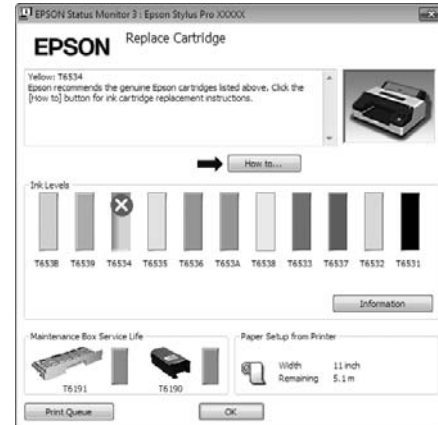 EPSON Status Monitor 3 : Epson Stylus Pro XXXXX
EPSON
Replace Cartridge
Yellow: T6534
Epson recommends the genuine Epson cartridges listed above. Click the
[How to] button for ink cartridge replacement instructions.
How to...
Ink Levels
T653B T6539 T6534 T6535 T6536 T653A T6538 T6533 T6537 T6532 T6531
Information
Maintenance Box Service Life
T6191 T6190
Paper Setup from Printer
Width 11 inch
Remaining 5.1 m
Print Queue
OK